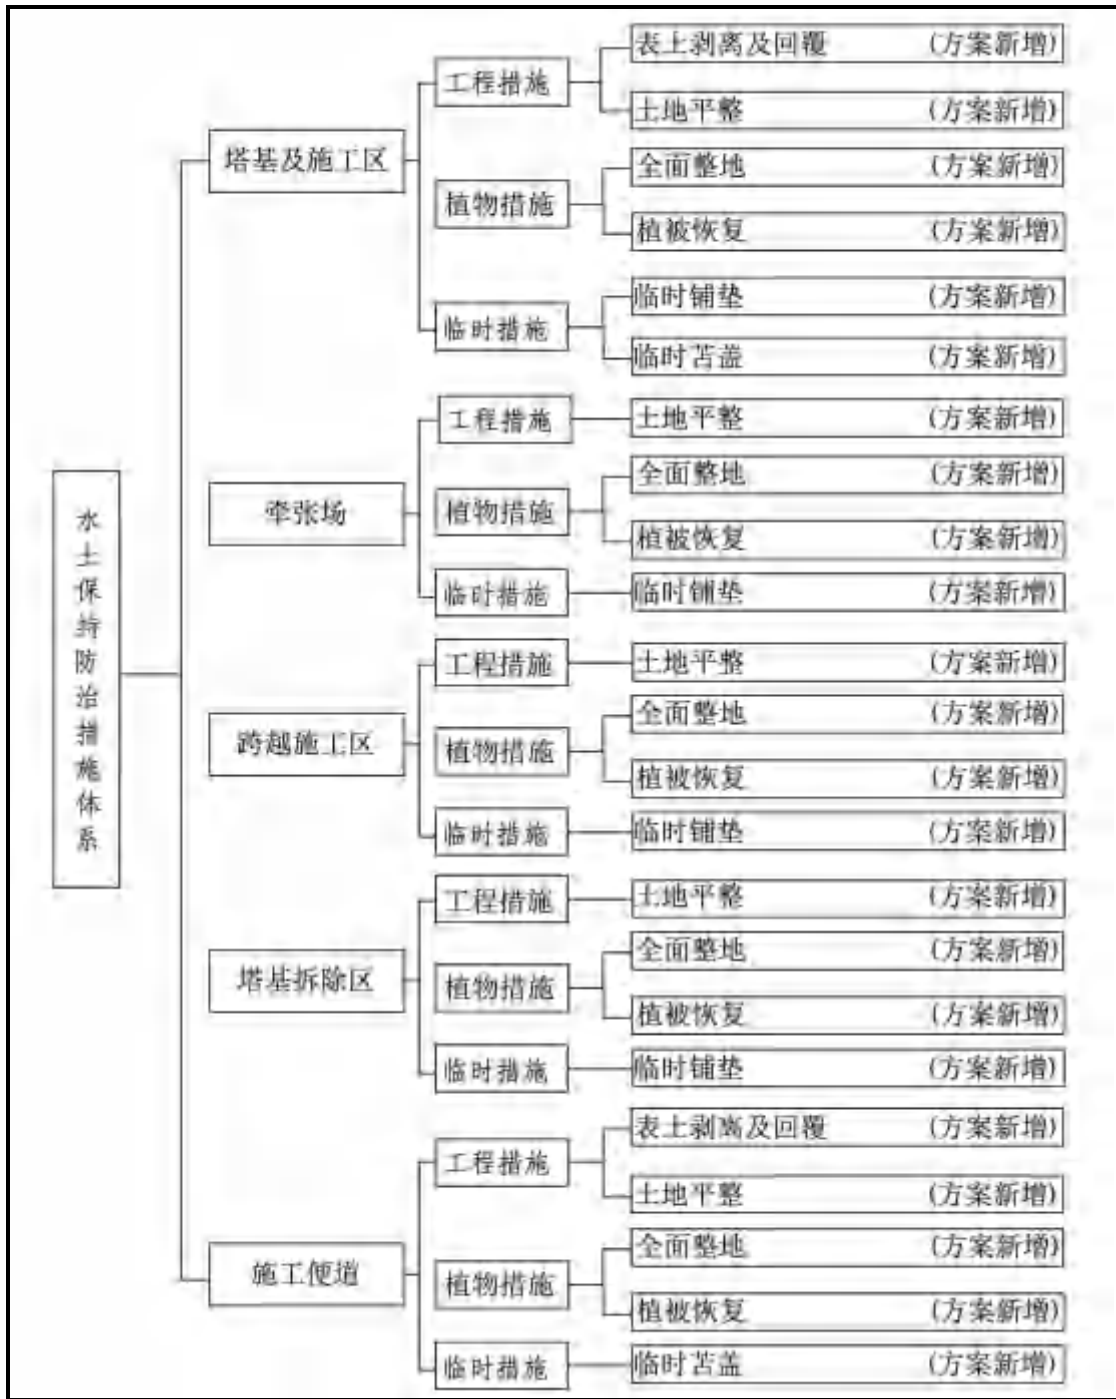 水土保持防治措施体系
塔基及施工区
工程措施
表土剥离及回覆 (方案新增)
土地平整 (方案新增)
植物措施
全面整地 (方案新增)
植被恢复 (方案新增)
临时措施
临时铺垫 (方案新增)
临时苫盖 (方案新增)
牵张场
工程措施
土地平整 (方案新增)
植物措施
全面整地 (方案新增)
植被恢复 (方案新增)
临时措施
临时铺垫 (方案新增)
跨越施工区
工程措施
土地平整 (方案新增)
植物措施
全面整地 (方案新增)
植被恢复 (方案新增)
临时措施
临时铺垫 (方案新增)
塔基拆除区
工程措施
土地平整 (方案新增)
植物措施
全面整地 (方案新增)
植被恢复 (方案新增)
临时措施
临时铺垫 (方案新增)
施工便道
工程措施
表土剥离及回覆 (方案新增)
土地平整 (方案新增)
植物措施
全面整地 (方案新增)
植被恢复 (方案新增)
临时措施
临时苫盖 (方案新增)